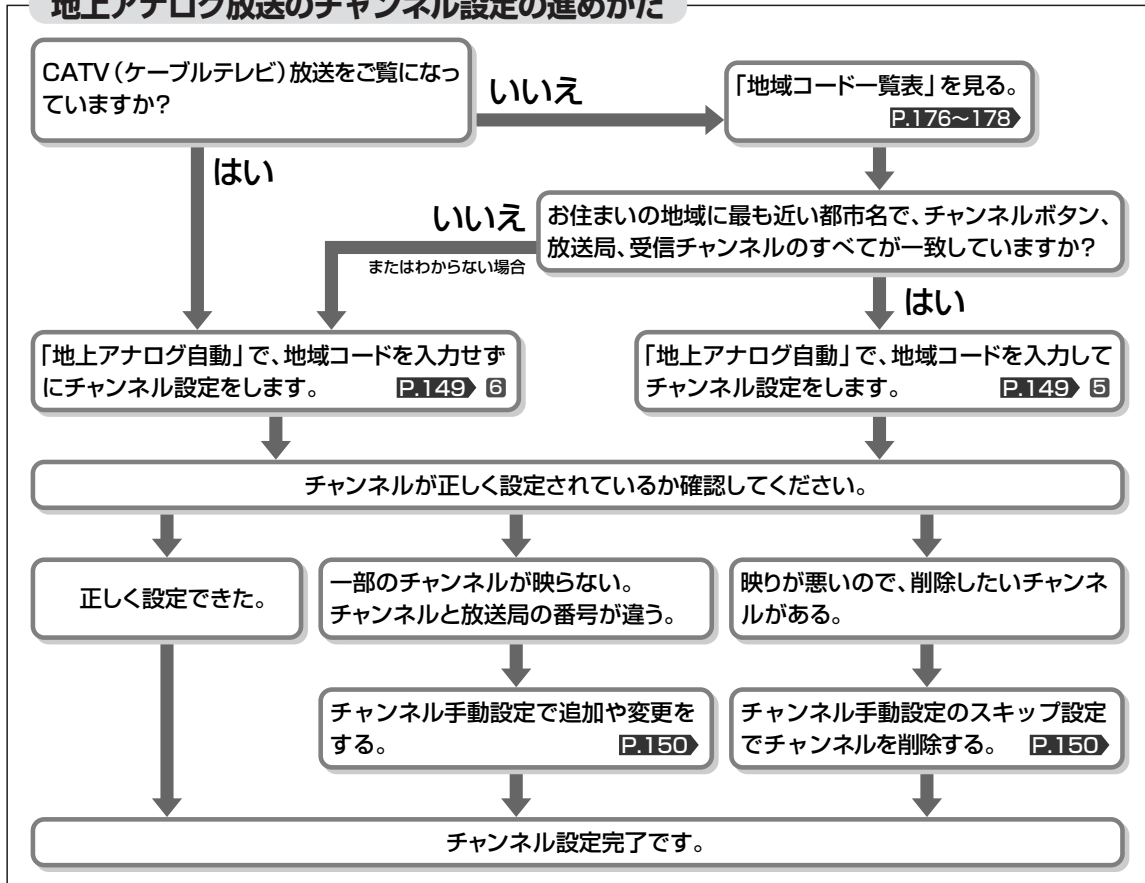 地上アナログ放送のチャンネル設定の進めかた
CATV（ケーブルテレビ）放送をご覧になっ
ていますか？
いいえ
「地域コード一覧表」を見る。
P.176～178
はい
いいえ
またはわからない場合
お住まいの地域に最も近い都市名で、チャンネルボタン、
放送局、受信チャンネルのすべてが一致していますか？
はい
「地上アナログ自動」で、地域コードを入力せず
にチャンネル設定をします。 P.149 6
「地上アナログ自動」で、地域コードを入力して
チャンネル設定をします。 P.149 5
チャンネルが正しく設定されているか確認してください。
正しく設定できた。
一部のチャンネルが映らない。
チャンネルと放送局の番号が違う。
映りが悪いので、削除したいチャンネ
ルがある。
チャンネル手動設定で追加や変更を
する。 P.150
チャンネル手動設定のスキップ設定
でチャンネルを削除する。 P.150
チャンネル設定完了です。